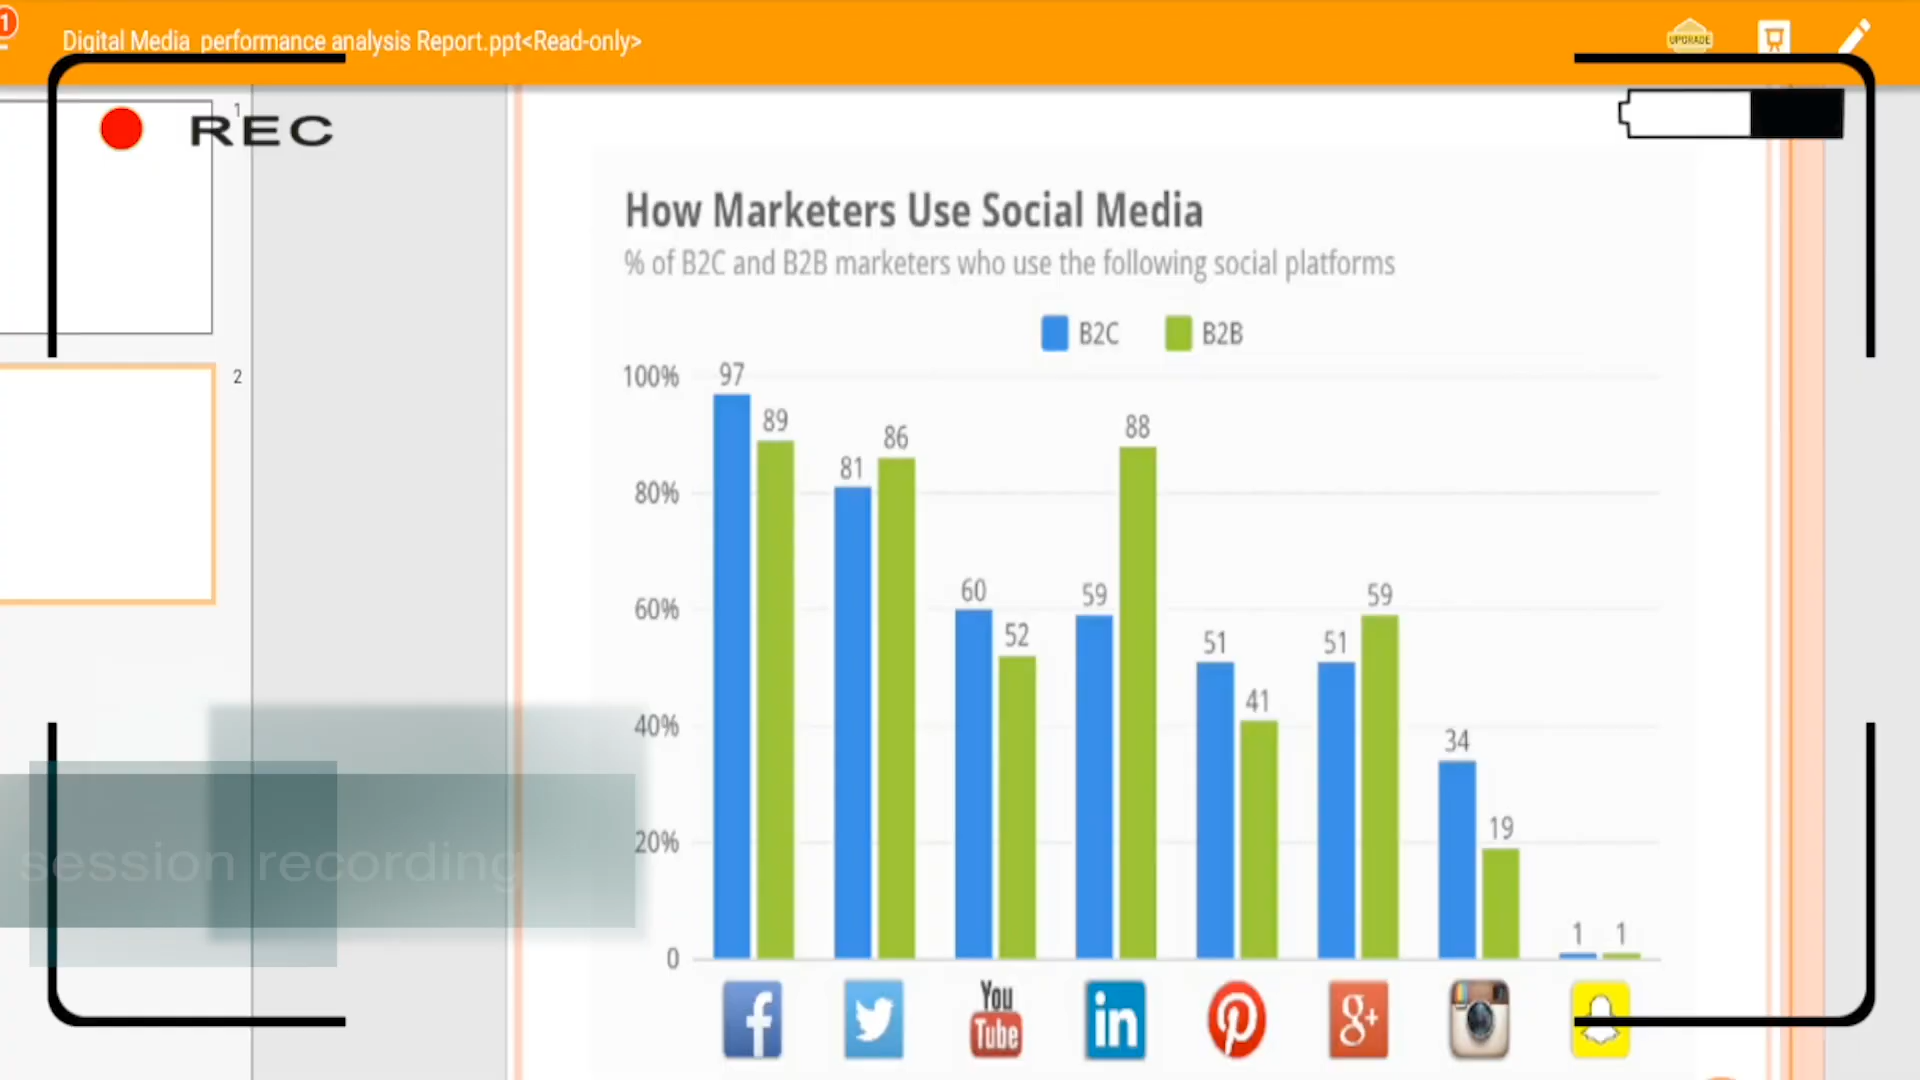 1
Digital Media performance analysis Report.ppt<Read-only>
UPGRADE
1
REC
2
How Marketers Use Social Media
% of B2C and B2B marketers who use the following social platforms
B2C B2B
100%
80%
60%
40%
20%
0
97 89
81 86
60 52
59 88
51 41
51 59
34 19
1 1
session recording
f
You
Tube
in
g+